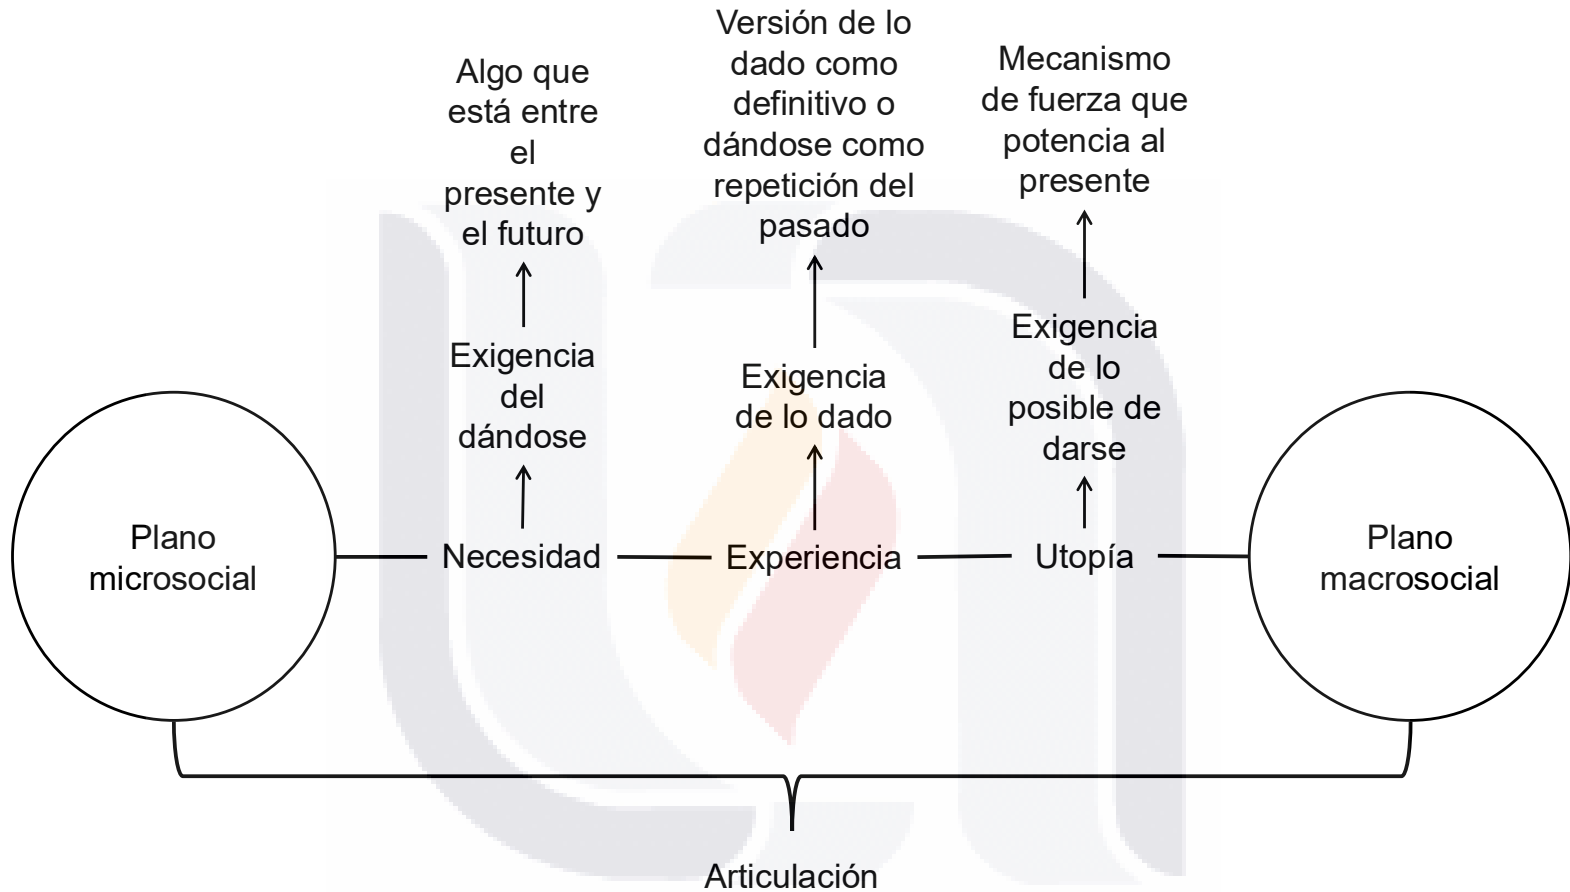 Algo que
está entre
el
presente y
el futuro
Versión de lo
dado como
definitivo o
dándose como
repetición del
pasado
Mecanismo
de fuerza que
potencia al
presente
Exigencia
del
dándose
Exigencia
de lo dado
Exigencia
de lo
posible de
darse
Plano
microsocial
Necesidad
Experiencia
Utopía
Plano
macrosocial
Articulación